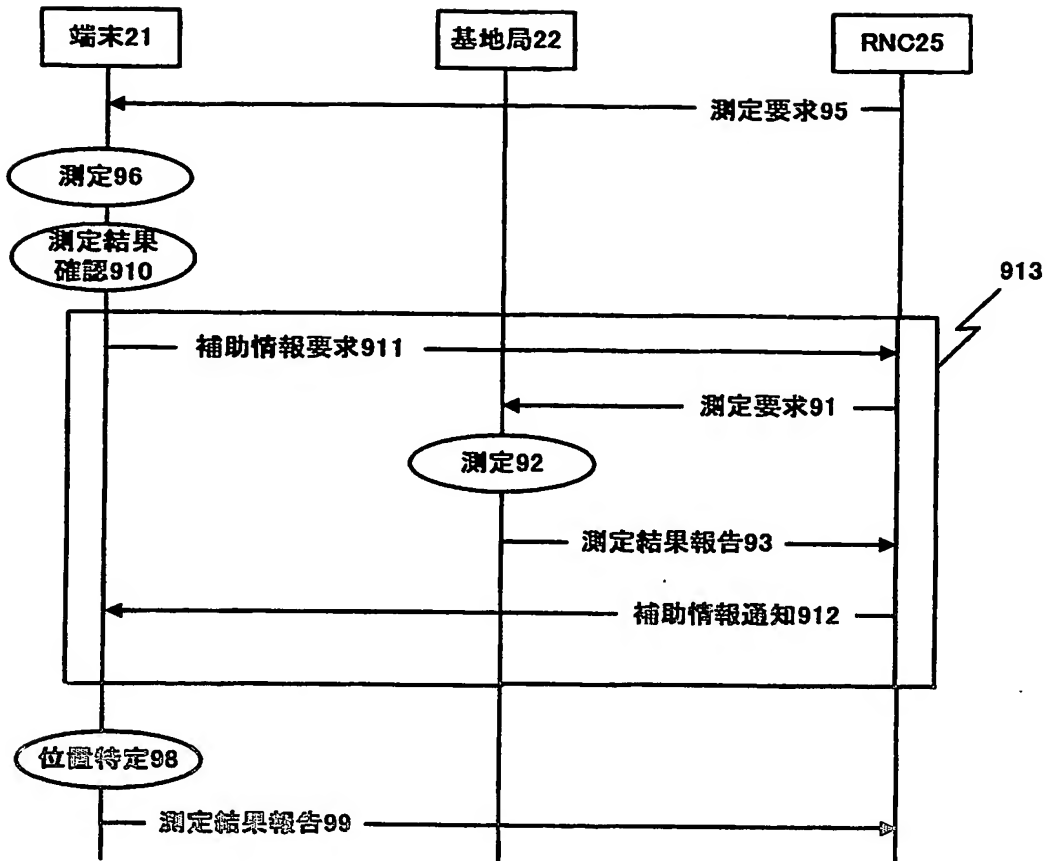 端末21
基地局22
RNC25
測定要求95
測定96
測定結果
確認910
913
補助情報要求911
測定要求91
測定92
測定結果報告93
補助情報通知912
位置特定98
測定結果報告99